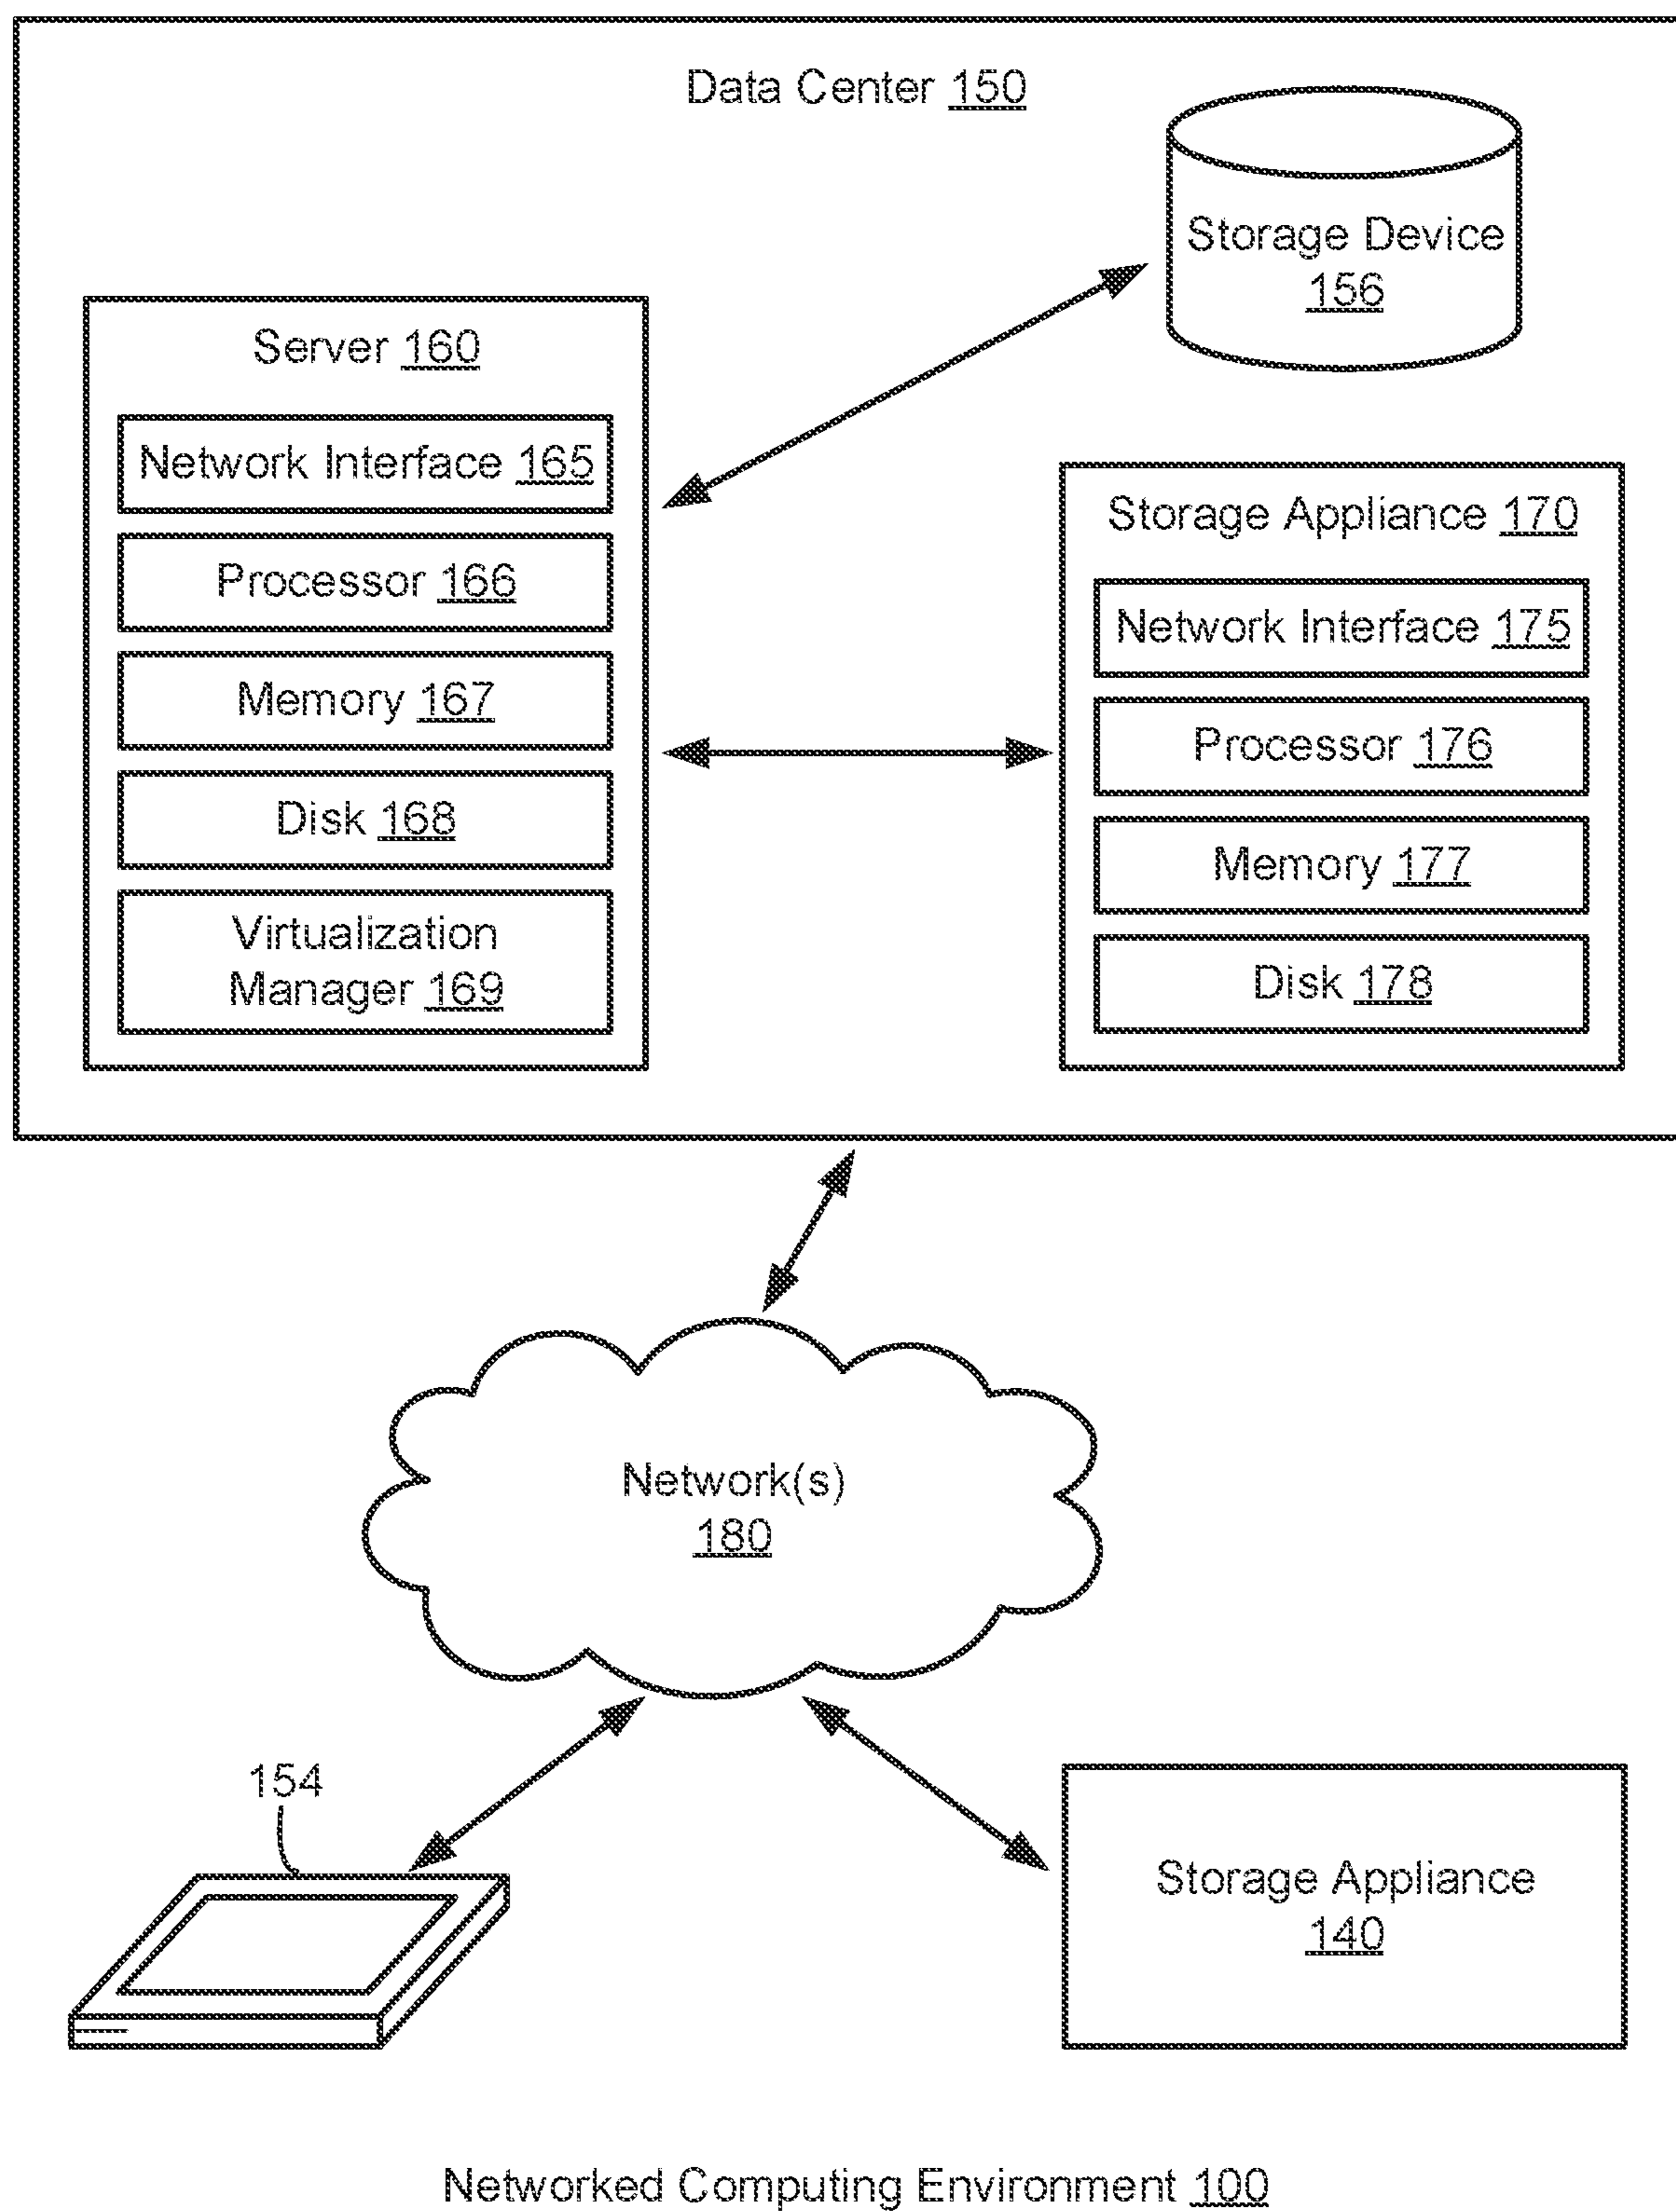 Data Center 150
Storage Device
156
Server 160
Network Interface 165
Processor 166
Memory 167
Disk 168
Virtualization
Manager 169
Storage Appliance 170
Network Interface 175
Processor 176
Memory 177
Disk 178
Network(s)
180
154
Storage Appliance
140
Networked Computing Environment 100